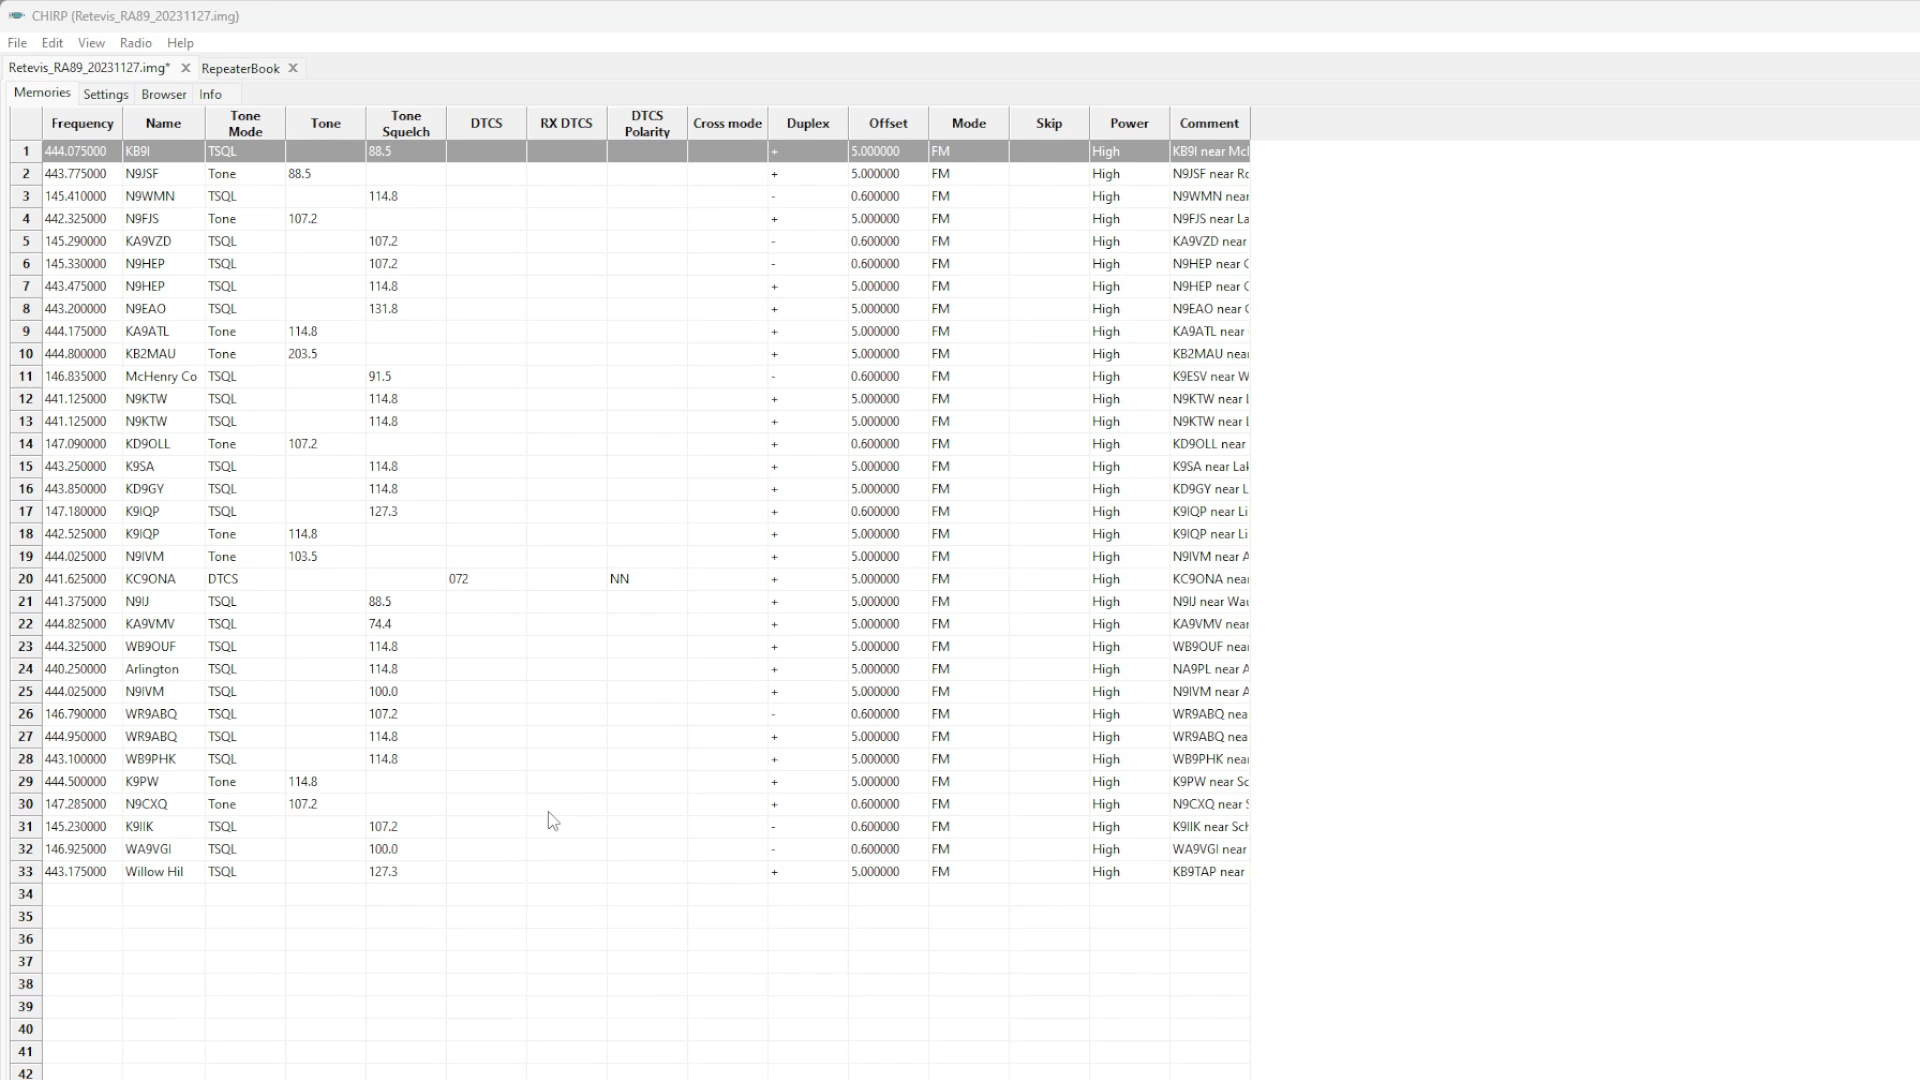 CHIRP (Retevis_RA89_20231127.img)
File Edit View Radio Help
Retevis_RA89_20231127.img* RepeaterBook
Memories Settings Browser Info
Frequency Name Tone Mode Tone Tone Squelch DTCS RX DTCS DTCS Polarity Cross mode Duplex Offset Mode Skip Power Comment
1 444.075000 KB9I TSQL 88.5 + 5.000000 FM High KB9I near McH
2 443.775000 N9JSF Tone 88.5 + 5.000000 FM High N9JSF near Ro
3 145.410000 N9WMN TSQL 114.8 - 0.600000 FM High N9WMN near
4 442.325000 N9FJS Tone 107.2 + 5.000000 FM High N9FJS near La
5 145.290000 KA9VZD TSQL 107.2 - 0.600000 FM High KA9VZD near
6 145.330000 N9HEP TSQL 107.2 - 0.600000 FM High N9HEP near
7 443.475000 N9HEP TSQL 114.8 + 5.000000 FM High N9HEP near
8 443.200000 N9EAO TSQL 131.8 + 5.000000 FM High N9EAO near
9 444.175000 KA9ATL Tone 114.8 + 5.000000 FM High KA9ATL near
10 444.800000 KB2MAU Tone 203.5 + 5.000000 FM High KB2MAU near
11 146.835000 McHenry Co TSQL 91.5 - 0.600000 FM High K9ESV near W
12 441.125000 N9KTW TSQL 114.8 + 5.000000 FM High N9KTW near L
13 441.125000 N9KTW TSQL 114.8 + 5.000000 FM High N9KTW near L
14 147.090000 KD9OLL Tone 107.2 + 0.600000 FM High KD9OLL near
15 443.250000 K9SA TSQL 114.8 + 5.000000 FM High K9SA near Lak
16 443.850000 KD9GY TSQL 114.8 + 5.000000 FM High KD9GY near L
17 147.180000 K9IQP TSQL 127.3 + 0.600000 FM High K9IQP near Li
18 442.525000 K9IQP Tone 114.8 + 5.000000 FM High K9IQP near Li
19 444.025000 N9IVM Tone 103.5 + 5.000000 FM High N9IVM near A
20 441.625000 KC9ONA DTCS 072 NN + 5.000000 FM High KC9ONA near
21 441.375000 N9IJ TSQL 88.5 + 5.000000 FM High N9IJ near Wau
22 444.825000 KA9VMV TSQL 74.4 + 5.000000 FM High KA9VMV near
23 444.325000 WB9OUF TSQL 114.8 + 5.000000 FM High WB9OUF near
24 440.250000 Arlington TSQL 114.8 + 5.000000 FM High NA9PL near A
25 444.025000 N9IVM TSQL 100.0 + 5.000000 FM High N9IVM near A
26 146.790000 WR9ABQ TSQL 107.2 - 0.600000 FM High WR9ABQ nea
27 444.950000 WR9ABQ TSQL 114.8 + 5.000000 FM High WR9ABQ nea
28 443.100000 WB9PHK TSQL 114.8 + 5.000000 FM High WB9PHK near
29 444.500000 K9PW Tone 114.8 + 5.000000 FM High K9PW near Sc
30 147.285000 N9CXQ Tone 107.2 + 0.600000 FM High N9CXQ near S
31 145.230000 K9IIK TSQL 107.2 - 0.600000 FM High K9IIK near Sch
32 146.925000 WA9VGI TSQL 100.0 - 0.600000 FM High WA9VGI near
33 443.175000 Willow Hil TSQL 127.3 + 5.000000 FM High KB9TAP near
34
35
36
37
38
39
40
41
42